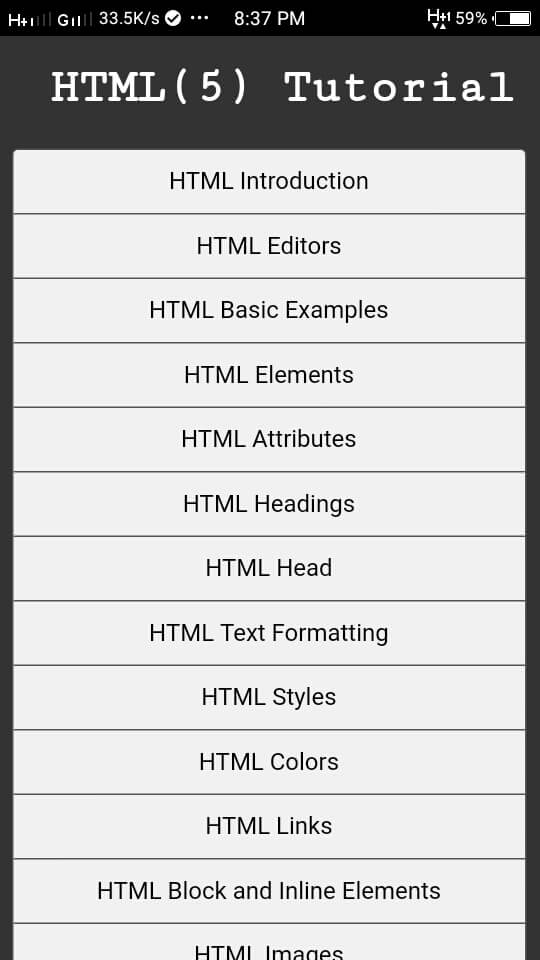 33.5K/s 8:37 PM 59%
HTML(5) Tutorial
HTML Introduction
HTML Editors
HTML Basic Examples
HTML Elements
HTML Attributes
HTML Headings
HTML Head
HTML Text Formatting
HTML Styles
HTML Colors
HTML Links
HTML Block and Inline Elements
HTML Images